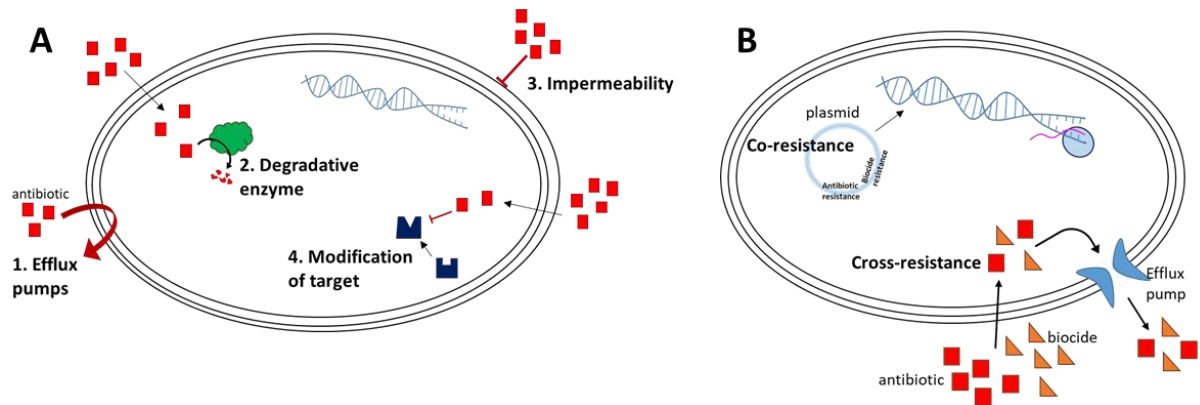 A
3. Impermeability
2. Degradative
enzyme
antibiotic
1. Efflux
pumps
4. Modification
of target
B
plasmid
Co-resistance
Biocide
resistance
Antibiotic
resistance
Cross-resistance
Efflux
pump
biocide
antibiotic